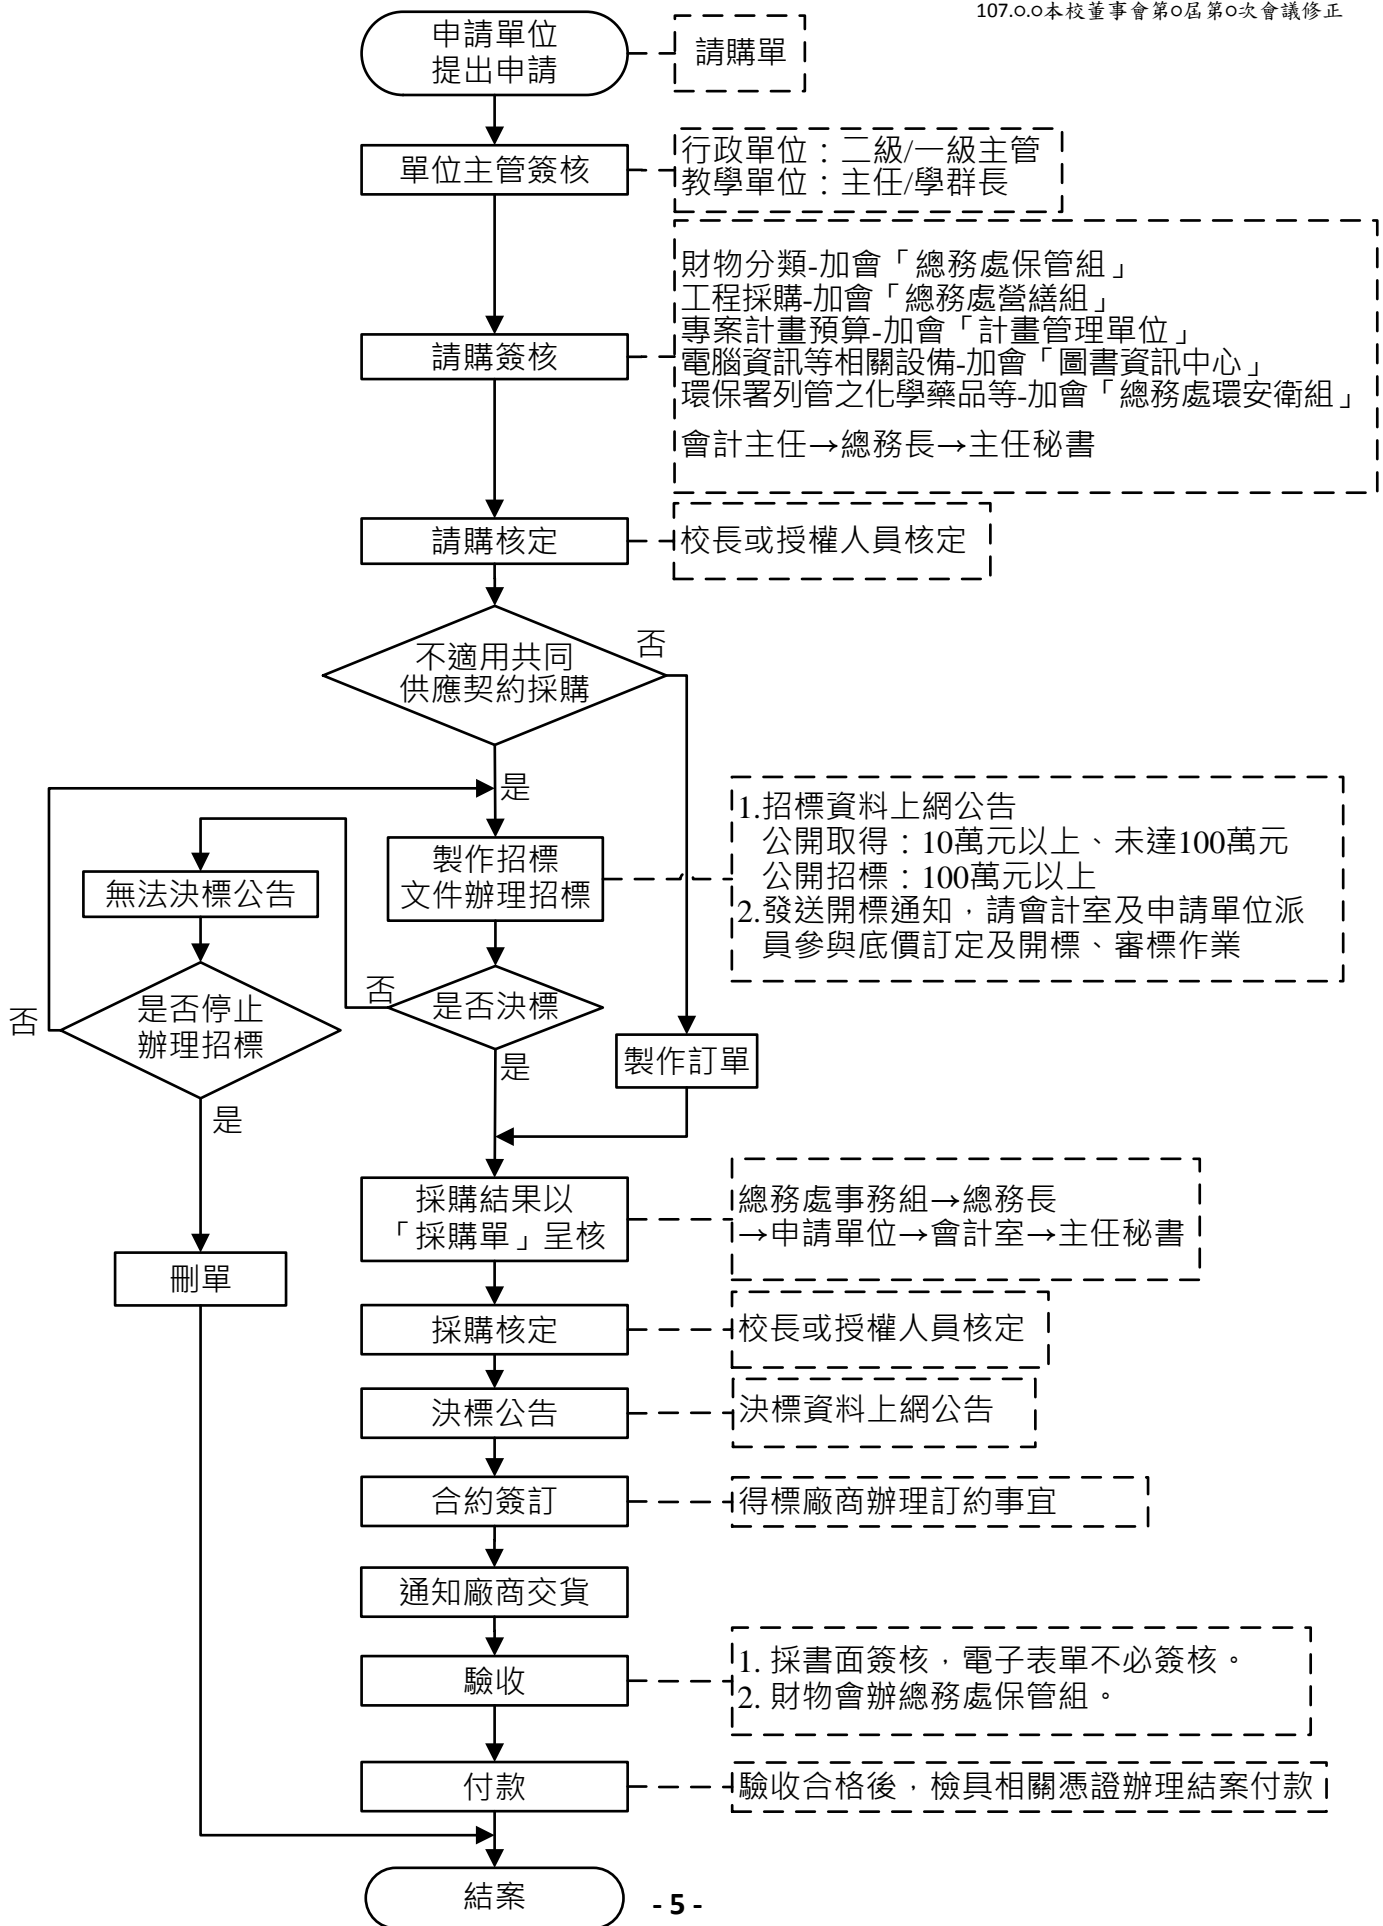 107.o.o本校董事會第o屆第o次會議修正
申請單位
提出申請
請購單
單位主管簽核
行政單位：二級/一級主管
教學單位：主任/學群長
請購簽核
財物分類-加會「總務處保管組」
工程採購-加會「總務處營繕組」
專案計畫預算-加會「計畫管理單位」
電腦資訊等相關設備-加會「圖書資訊中心」
環保署列管之化學藥品等-加會「總務處環安衛組」
會計主任→總務長→主任秘書
請購核定
校長或授權人員核定
不適用共同
供應契約採購
否
是
製作招標
文件辦理招標
1.招標資料上網公告
公開取得：10萬元以上、未達100萬元
公開招標：100萬元以上
2.發送開標通知，請會計室及申請單位派
員參與底價訂定及開標、審標作業
無法決標公告
是否決標
否
是
是否停止
辦理招標
否
是
製作訂單
刪單
採購結果以
「採購單」呈核
總務處事務組→總務長
→申請單位→會計室→主任秘書
採購核定
校長或授權人員核定
決標公告
決標資料上網公告
合約簽訂
得標廠商辦理訂約事宜
通知廠商交貨
驗收
1. 採書面簽核，電子表單不必簽核。
2. 財物會辦總務處保管組。
付款
驗收合格後，檢具相關憑證辦理結案付款
結案
- 5 -